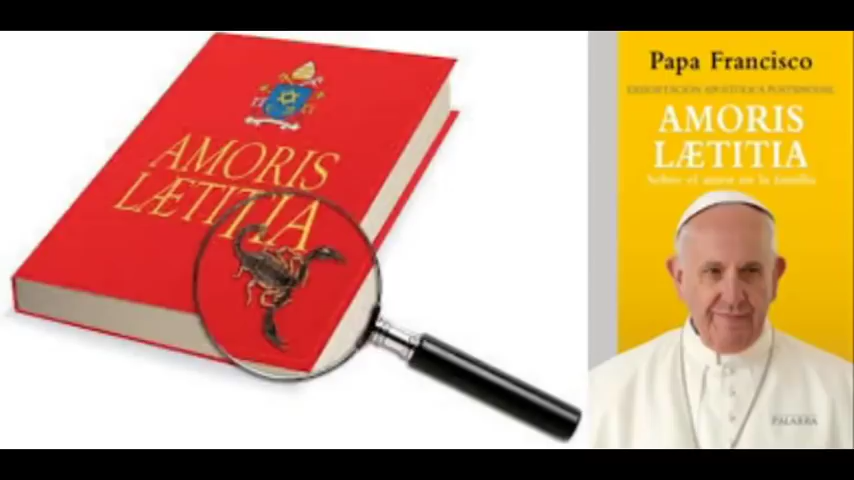 AMORIS
LÆTITIA
Papa Francisco
EXHORTACIÓN APOSTÓLICA POSTSINODAL
AMORIS
LÆTITIA
Sobre el amor en la familia
PALABRA